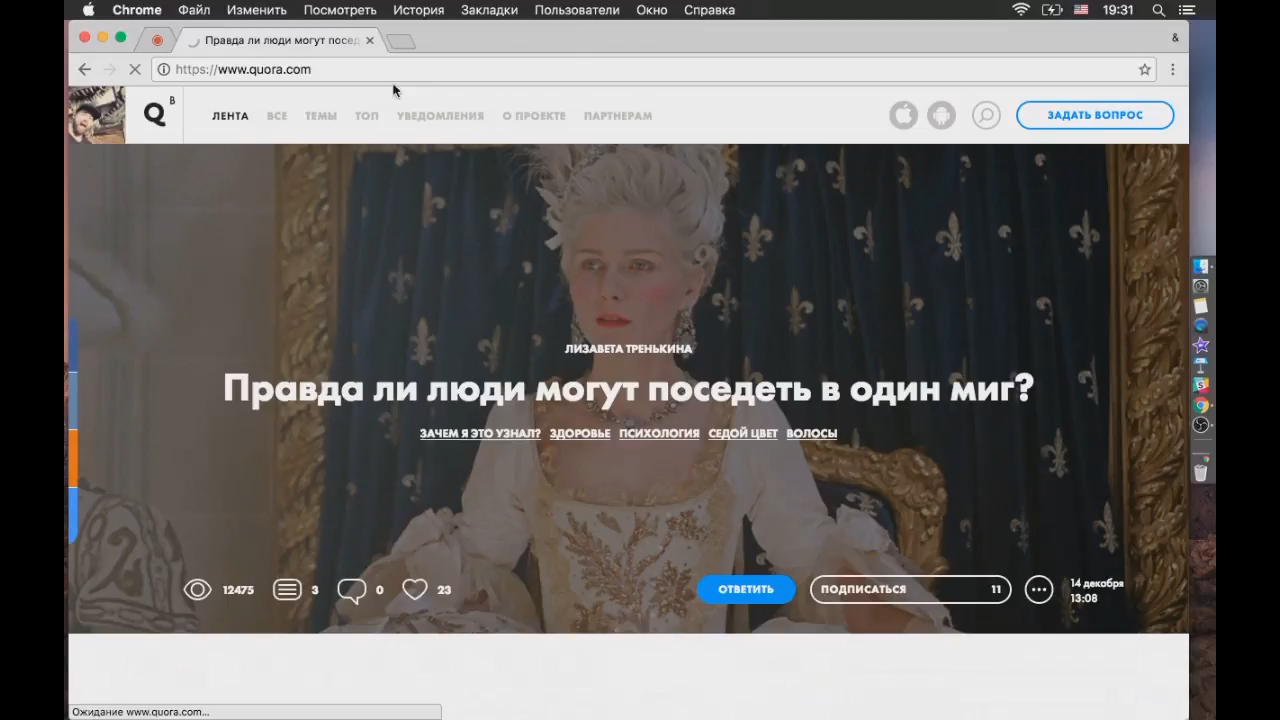 Chrome Файл Изменить Посмотреть История Закладки Пользователи Окно Справка 19:31
Правда ли люди могут посед &
https://www.quora.com
Q B ЛЕНТА ВСЕ ТЕМЫ ТОП УВЕДОМЛЕНИЯ О ПРОЕКТЕ ПАРТНЕРАМ ЗАДАТЬ ВОПРОС
ЛИЗАВЕТА ТРЕНЬКИНА
Правда ли люди могут поседеть в один миг?
ЗАЧЕМ Я ЭТО УЗНАЛ? ЗДОРОВЬЕ ПСИХОЛОГИЯ СЕДОЙ ЦВЕТ ВОЛОСЫ
12475 3 0 23 ОТВЕТИТЬ ПОДПИСАТЬСЯ 11 14 декабря
13:08
Ожидание www.quora.com...